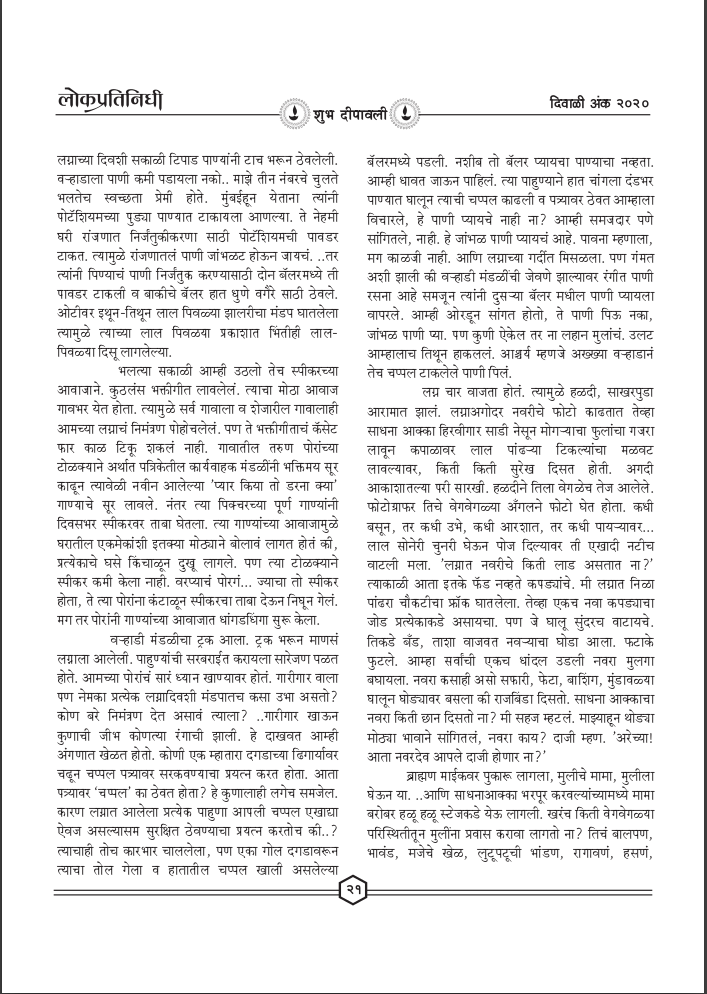 लोकप्रतिनिधी
शुभ दीपावली
दिवाळी अंक २०२०
लग्नाच्या दिवशी सकाळी टिपाड पाण्यांनी टाच भरून ठेवलेली.
वऱ्हाडाला पाणी कमी पडायला नको.. माझे तीन नंबरचे चुलते
भलतेच स्वच्छता प्रेमी होते. मुंबईहून येताना त्यांनी
पोटॅशियमच्या पुड्या पाण्यात टाकायला आणल्या. ते नेहमी
घरी रांजणात निर्जंतुकीकरणा साठी पोटॅशियमची पावडर
टाकत. त्यामुळे रांजणातलं पाणी जांभळट होऊन जायचं. ..तर
त्यांनी पिण्याचं पाणी निर्जंतुक करण्यासाठी दोन बॅलरमध्ये ती
पावडर टाकली व बाकीचे बॅलर हात धुणे वगैरे साठी ठेवले.
ओटीवर इथून-तिथून लाल पिवळ्या झालरीचा मंडप घातलेला
त्यामुळे त्याच्या लाल पिवळया प्रकाशात भिंतीही लाल-
पिवळ्या दिसू लागलेल्या.
भलत्या सकाळी आम्ही उठलो तेच स्पीकरच्या
आवाजाने. कुठलंस भक्तीगीत लावलेलं. त्याचा मोठा आवाज
गावभर येत होता. त्यामुळे सर्व गावाला व शेजारील गावालाही
आमच्या लग्नाचं निमंत्रण पोहोचलेलं. पण ते भक्तीगीताचं कॅसेट
फार काळ टिकू शकलं नाही. गावातील तरुण पोरांच्या
टोळक्याने अर्थात पत्रिकेतील कार्यवाहक मंडळींनी भक्तिमय सूर
काढून त्यावेळी नवीन आलेल्या 'प्यार किया तो डरना क्या'
गाण्याचे सूर लावले. नंतर त्या पिक्चरच्या पूर्ण गाण्यांनी
दिवसभर स्पीकरवर ताबा घेतला. त्या गाण्यांच्या आवाजामुळे
घरातील एकमेकांशी इतक्या मोठ्याने बोलावं लागत होतं की,
प्रत्येकाचे घसे किंचाळून दुखू लागले. पण त्या टोळक्याने
स्पीकर कमी केला नाही. वरप्याचं पोरगं... ज्याचा तो स्पीकर
होता, ते त्या पोरांना कंटाळून स्पीकरचा ताबा देऊन निघून गेलं.
मग तर पोरांनी गाण्यांच्या आवाजात धांगडधिंगा सुरू केला.
वऱ्हाडी मंडळीचा ट्रक आला. ट्रक भरून माणसं
लग्नाला आलेली. पाहुण्यांची सरबराईत करायला सारेजण पळत
होते. आमच्या पोरांचं सारं ध्यान खाण्यावर होतं. गारीगार वाला
पण नेमका प्रत्येक लग्नादिवशी मंडपातच कसा उभा असतो?
कोण बरे निमंत्रण देत असावं त्याला? ..गारीगार खाऊन
कुणाची जीभ कोणत्या रंगाची झाली. हे दाखवत आम्ही
अंगणात खेळत होतो. कोणी एक म्हातारा दगडाच्या ढिगार्यावर
चढून चप्पल पत्र्यावर सरकवण्याचा प्रयत्न करत होता. आता
पत्र्यावर 'चप्पल' का ठेवत होता? हे कुणालाही लगेच समजेल.
कारण लग्नात आलेला प्रत्येक पाहुणा आपली चप्पल एखाद्या
ऐवज असल्यासम सुरक्षित ठेवण्याचा प्रयत्न करतोच की..?
त्याचाही तोच कारभार चाललेला, पण एका गोल दगडावरून
त्याचा तोल गेला व हातातील चप्पल खाली असलेल्या
बॅलरमध्ये पडली. नशीब तो बॅलर प्यायचा पाण्याचा नव्हता.
आम्ही धावत जाऊन पाहिलं. त्या पाहुण्याने हात चांगला दंडभर
पाण्यात घालून त्याची चप्पल काढली व पत्र्यावर ठेवत आम्हाला
विचारले, हे पाणी प्यायचे नाही ना? आम्ही समजदार पणे
सांगितले, नाही. हे जांभळ पाणी प्यायचं आहे. पावना म्हणाला,
मग काळजी नाही. आणि लग्नाच्या गर्दीत मिसळला. पण गंमत
अशी झाली की वऱ्हाडी मंडळींची जेवणे झाल्यावर रंगीत पाणी
रसना आहे समजून त्यांनी दुसऱ्या बॅलर मधील पाणी प्यायला
वापरले. आम्ही ओरडून सांगत होतो, ते पाणी पिऊ नका,
जांभळ पाणी प्या. पण कुणी ऐकेल तर ना लहान मुलांचं. उलट
आम्हालाच तिथून हाकललं. आश्चर्य म्हणजे अख्ख्या वऱ्हाडानं
तेच चप्पल टाकलेले पाणी पिलं.
लग्न चार वाजता होतं. त्यामुळे हळदी, साखरपुडा
आरामात झालं. लग्नाअगोदर नवरीचे फोटो काढतात तेव्हा
साधना आक्का हिरवीगार साडी नेसून मोगऱ्याचा फुलांचा गजरा
लावून कपाळावर लाल पांढऱ्या टिकल्यांचा मळवट
लावल्यावर, किती किती सुरेख दिसत होती. अगदी
आकाशातल्या परी सारखी. हळदीने तिला वेगळेच तेज आलेले.
फोटोग्राफर तिचे वेगवेगळ्या अँगलने फोटो घेत होता. कधी
बसून, तर कधी उभे, कधी आरशात, तर कधी पायऱ्यावर...
लाल सोनेरी चुनरी घेऊन पोज दिल्यावर ती एखादी नटीच
वाटली मला. 'लग्नात नवरीचे किती लाड असतात ना?'
त्याकाळी आता इतके फॅड नव्हते कपड्यांचे. मी लग्नात निळा
पांढरा चौकटीचा फ्रॉक घातलेला. तेव्हा एकच नवा कपड्याचा
जोड प्रत्येकाकडे असायचा. पण जे घालू सुंदरच वाटायचे.
तिकडे बँड, ताशा वाजवत नवऱ्याचा घोडा आला. फटाके
फुटले. आम्हा सर्वांची एकच धांदल उडली नवरा मुलगा
बघायला. नवरा कसाही असो सफारी, फेटा, बाशिंग, मुंडावळ्या
घालून घोड्यावर बसला की राजबिंडा दिसतो. साधना आक्काचा
नवरा किती छान दिसतो ना? मी सहज म्हटलं. माझ्याहून थोड्या
मोठ्या भावाने सांगितलं, नवरा काय? दाजी म्हण. 'अरेच्या!
आता नवरदेव आपले दाजी होणार ना?'
ब्राह्मण माईकवर पुकारू लागला, मुलीचे मामा, मुलीला
घेऊन या. ..आणि साधनाआक्का भरपूर करवल्यांच्यामध्ये मामा
बरोबर हळू हळू स्टेजकडे येऊ लागली. खरंच किती वेगवेगळ्या
परिस्थितीतून मुलींना प्रवास करावा लागतो ना? तिचं बालपण,
भावंड, मजेचे खेळ, लुटूपटूची भांडण, रागावणं, हसणं,
२१